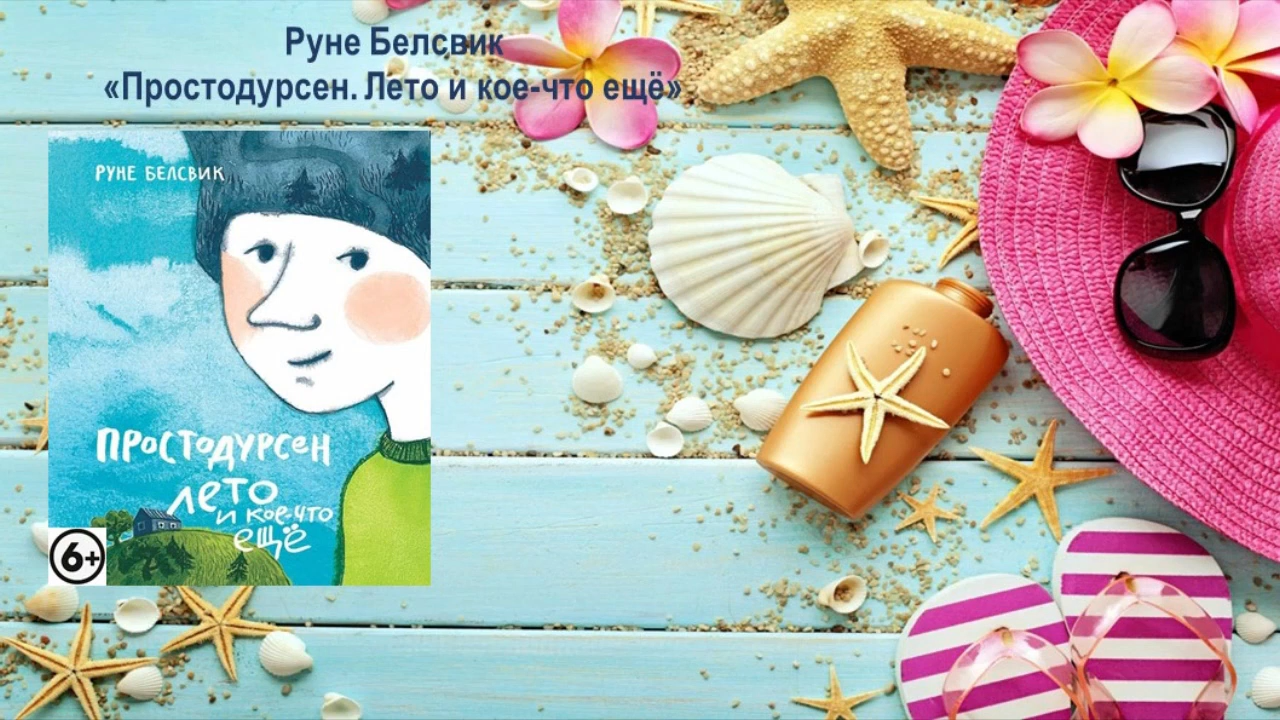 Руне Белсвик
«Простодурсен. Лето и кое-что ещё»
РУНЕ БЕЛСВИК
ПРОСТОДУРСЕН
ЛЕТО
И КОЕ-ЧТО
ЕЩЁ
6+